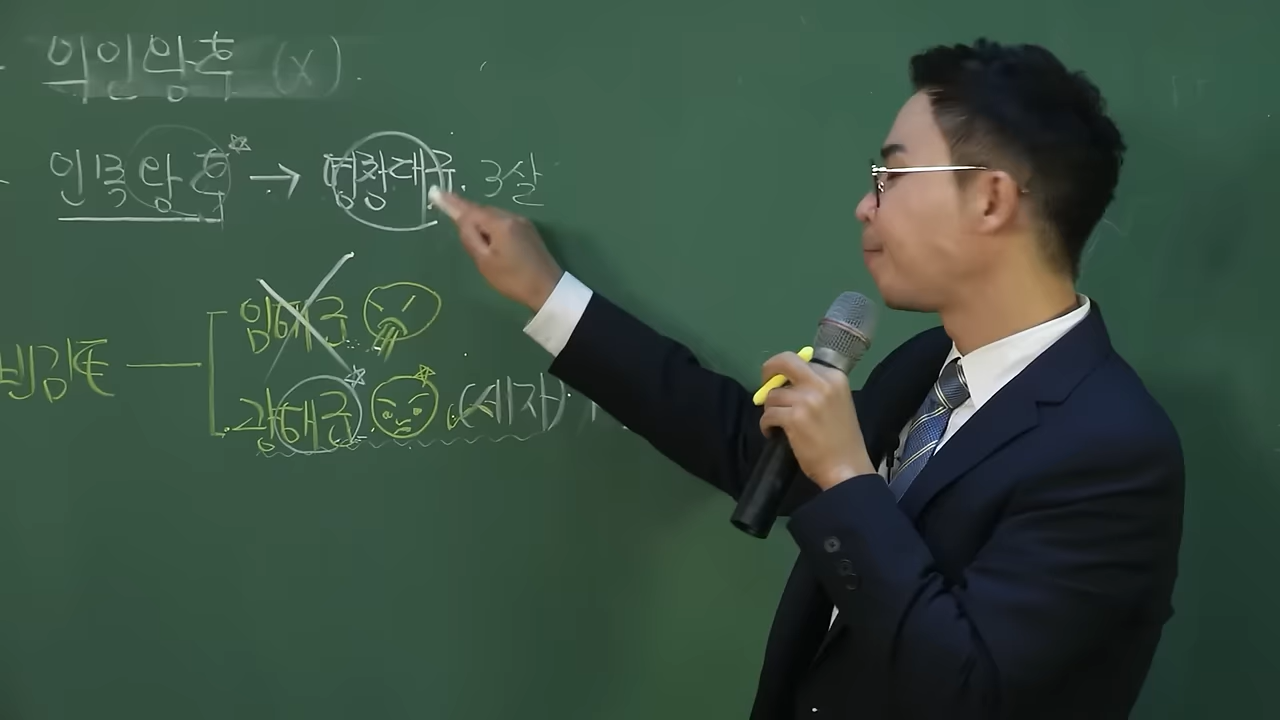 - 의인왕후 (x).
- 인목왕후 → 영창대군. 3살
빈김氏 — 임해군
광해군 (세자)